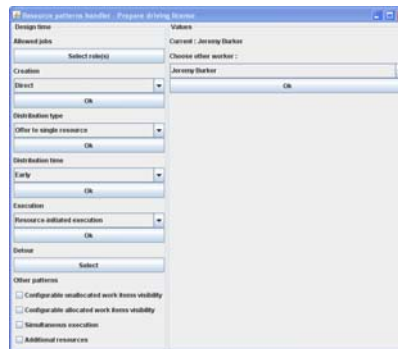 Resource patterns handler - Prepare driving license
Design time
Allowed jobs
Select role(s)
Creation
Direct
Ok
Distribution type
Offer to single resource
Ok
Distribution time
Early
Ok
Execution
Resource-initiated execution
Ok
Detour
Select
Other patterns
Configurable unallocated work items visibility
Configurable allocated work items visibility
Simultaneous execution
Additional resources
Values
Current : Jeremy Burker
Choose other worker :
Jeremy Burker
Ok